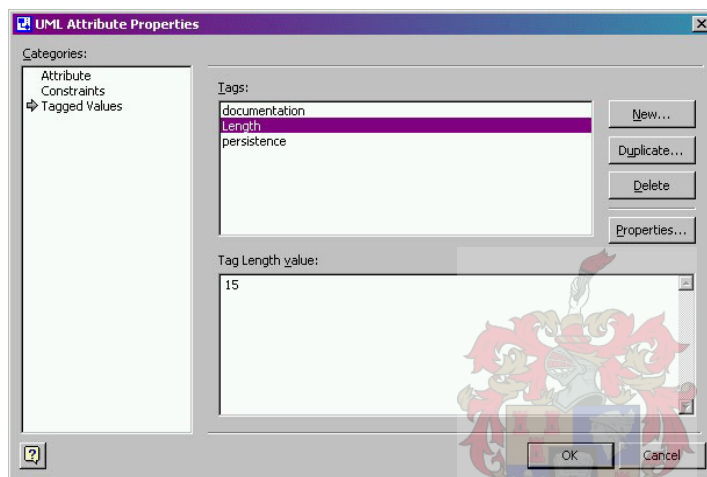 UML Attribute Properties
Categories:
Attribute
Constraints
Tagged Values
Tags:
documentation
Length
persistence
New...
Duplicate...
Delete
Properties...
Tag Length value:
15
OK
Cancel